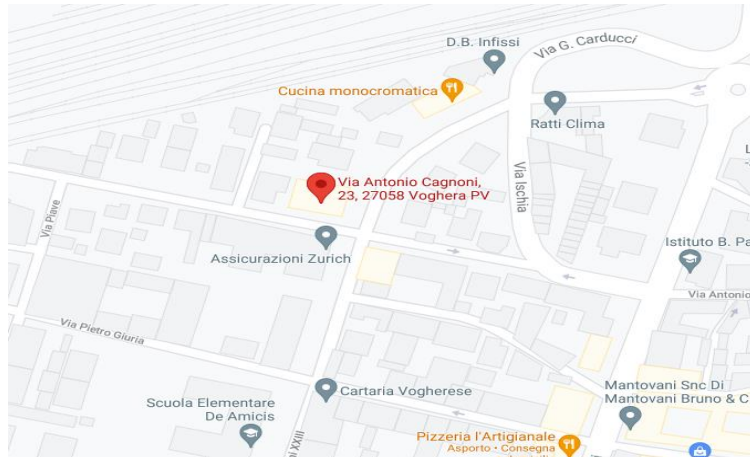 D.B. Infissi
Via G. Carducci
Cucina monocromatica
Ratti Clima
Via Ischia
Via Antonio Cagnoni,
23, 27058 Voghera PV
Via Piave
Assicurazioni Zurich
Istituto B. Pa
Via Antonio
Via Pietro Giuria
Cartaria Vogherese
Mantovani Snc Di
Mantovani Bruno & C
Scuola Elementare
De Amicis
ni XXIII
Pizzeria l'Artigianale
Asporto · Consegna